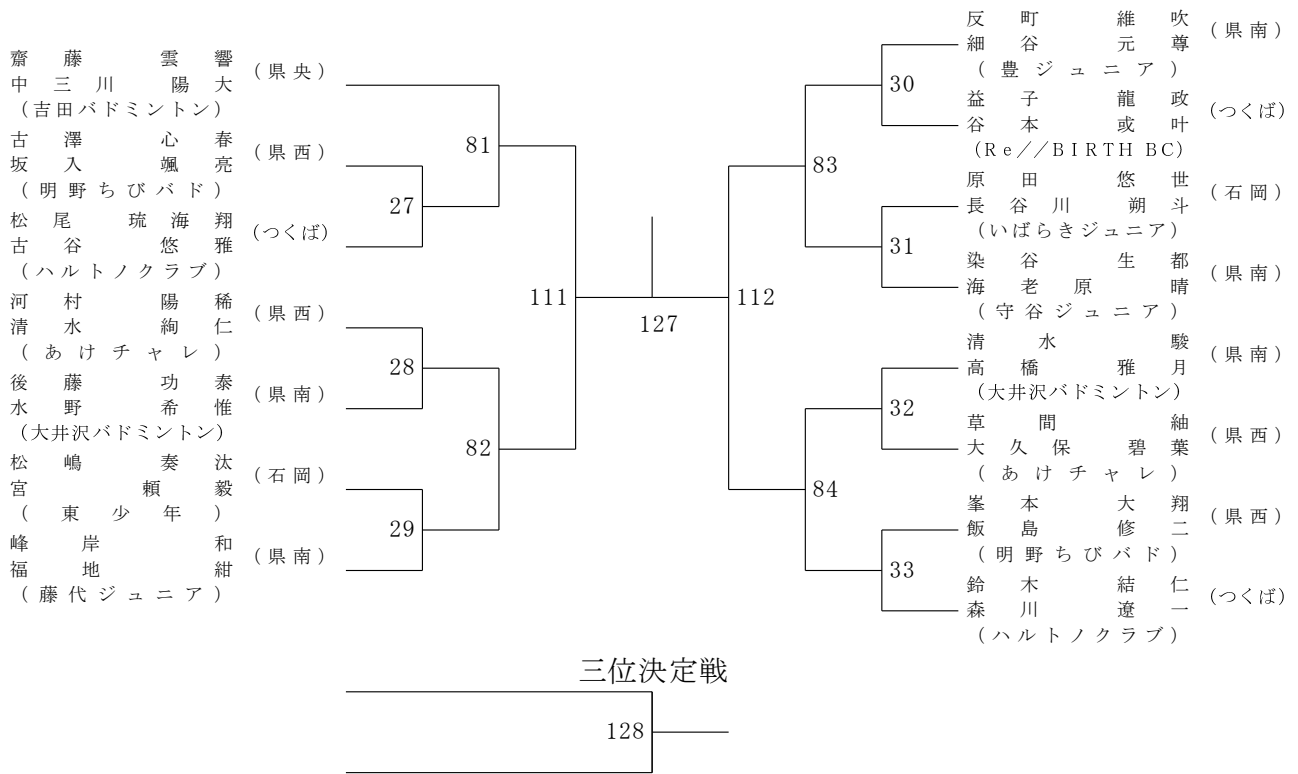 齋藤 雲響
中三川 陽大
(県央)
(吉田バドミントン)
古澤 心春
坂入 颯亮
(県西)
(明野ちびバド)
松尾 琉海翔
古谷 悠雅
(つくば)
(ハルトノクラブ)
河村 陽稀
清水 絢仁
(県西)
(あけチャレ)
後藤 功泰
水野 希惟
(県南)
(大井沢バドミントン)
松嶋 奏汰
宮 頼毅
(石岡)
(東少年)
峰岸 和
福地 紺
(県南)
(藤代ジュニア)
81
27
111
28
82
29
127
反町 維吹
細谷 元尊
(県南)
(豊ジュニア)
益子 龍政
谷本 或叶
(つくば)
(Re//BIRTH BC)
原田 悠世
長谷川 朔斗
(石岡)
(いばらきジュニア)
染谷 生都
海老原 晴
(県南)
(守谷ジュニア)
清水 駿
高橋 雅月
(県南)
(大井沢バドミントン)
草間 紬
大久保 碧葉
(県西)
(あけチャレ)
峯本 大翔
飯島 修二
(県西)
(明野ちびバド)
鈴木 結仁
森川 遼一
(つくば)
(ハルトノクラブ)
30
83
31
112
32
84
33
三位決定戦
128